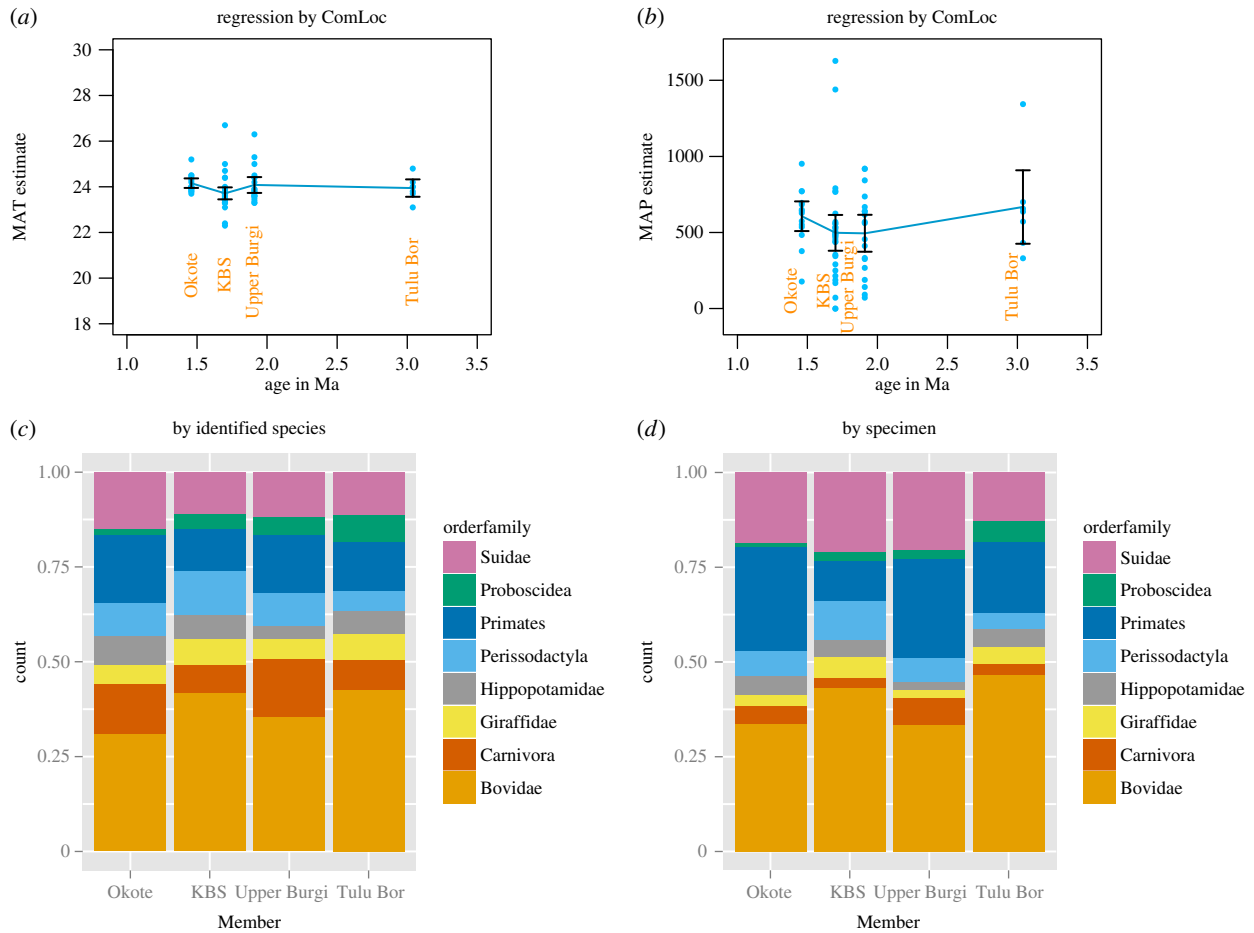 (a)
regression by ComLoc
30
28
26
24
22
20
18
MAT estimate
Okote
KBS
Upper Burgi
Tulu Bor
1.0 1.5 2.0 2.5 3.0 3.5
age in Ma
(b)
regression by ComLoc
1500
1000
500
0
MAP estimate
Okote
KBS
Upper Burgi
Tulu Bor
1.0 1.5 2.0 2.5 3.0 3.5
age in Ma
(c)
by identified species
1.00
0.75
0.50
0.25
0
count
Okote KBS Upper Burgi Tulu Bor
Member
orderfamily
Suidae
Proboscidea
Primates
Perissodactyla
Hippopotamidae
Giraffidae
Carnivora
Bovidae
(d)
by specimen
1.00
0.75
0.50
0.25
0
count
Okote KBS Upper Burgi Tulu Bor
Member
orderfamily
Suidae
Proboscidea
Primates
Perissodactyla
Hippopotamidae
Giraffidae
Carnivora
Bovidae